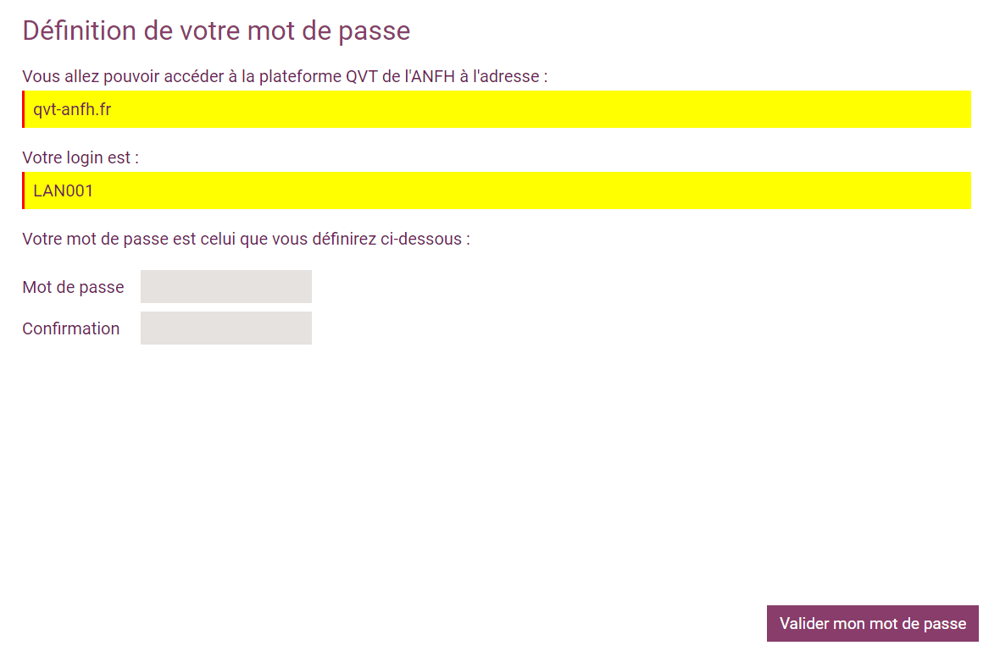 Définition de votre mot de passe
Vous allez pouvoir accéder à la plateforme QVT de l'ANFH à l'adresse :
qvt-anfh.fr
Votre login est :
LAN001
Votre mot de passe est celui que vous définirez ci-dessous :
Mot de passe
Confirmation
Valider mon mot de passe